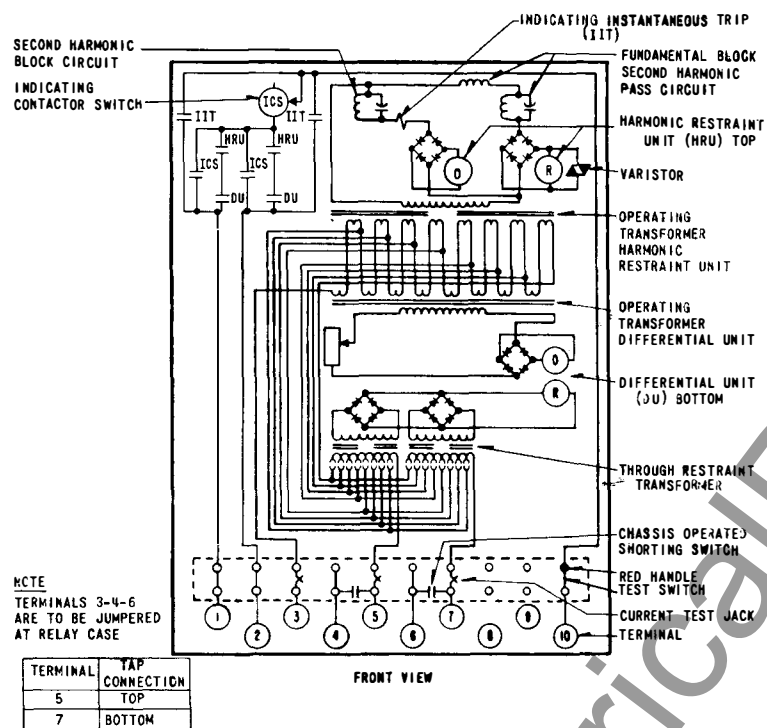 INDICATING INSTANTANEOUS TRIP
(IIT)
SECOND HARMONIC
BLOCK CIRCUIT
FUNDAMENTAL BLOCK
SECOND HARMONIC
PASS CIRCUIT
INDICATING
CONTACTOR SWITCH
ICS
IIT
IIT
HRU
HRU
ICS
ICS
DU
DU
HARMONIC RESTRAINT
UNIT (HRU) TOP
O
R
VARISTOR
OPERATING
TRANSFORMER
HARMONIC
RESTRAINT UNIT
OPERATING
TRANSFORMER
DIFFERENTIAL UNIT
O
R
DIFFERENTIAL UNIT
(DU) BOTTOM
THROUGH RESTRAINT
TRANSFORMER
CHASSIS OPERATED
SHORTING SWITCH
RED HANDLE
TEST SWITCH
CURRENT TEST JACK
TERMINAL
1
2
3
4
5
6
7
8
9
10
NOTE
TERMINALS 3-4-6
ARE TO BE JUMPERED
AT RELAY CASE
FRONT VIEW
TERMINAL TAP CONNECTION
5 TOP
7 BOTTOM